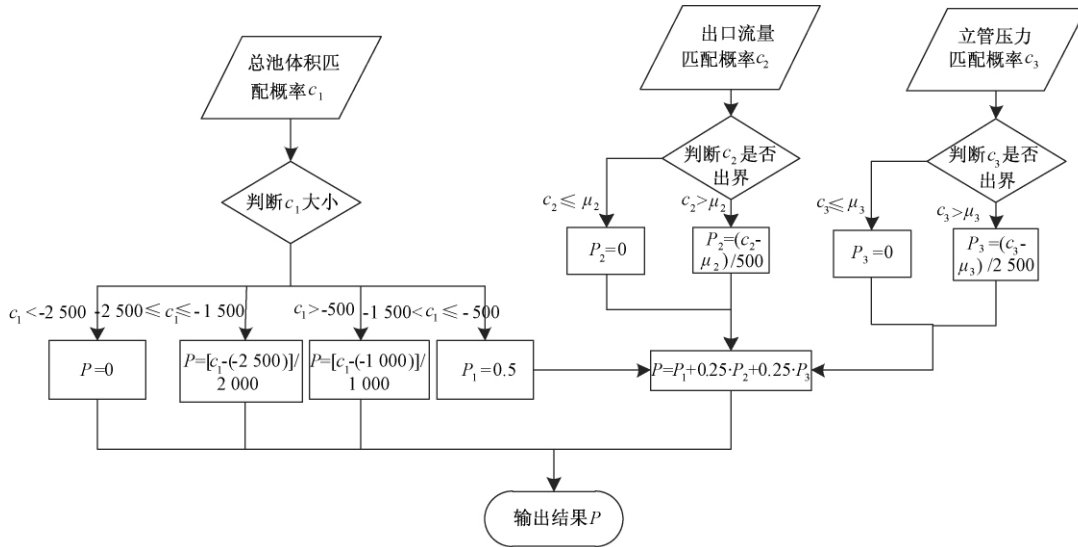 总池体积匹
配概率c₁
出口流量
匹配概率c₂
立管压力
匹配概率c₃
判断c₁大小
判断c₂是否
出界
判断c₃是否
出界
c₂≤μ₂
c₂>μ₂
c₃≤μ₃
c₃>μ₃
P₂=0
P₂=(c₂-
μ₂)/500
P₃=0
P₃=(c₃-
μ₃)/2 500
c₁<-2 500
-2 500≤c₁≤-1 500
c₁>-500
-1 500<c₁≤-500
P=0
P=[c₁-(-2 500)]/
2 000
P=[c₁-(-1 000)]/
1 000
P₁=0.5
P=P₁+0.25·P₂+0.25·P₃
输出结果P